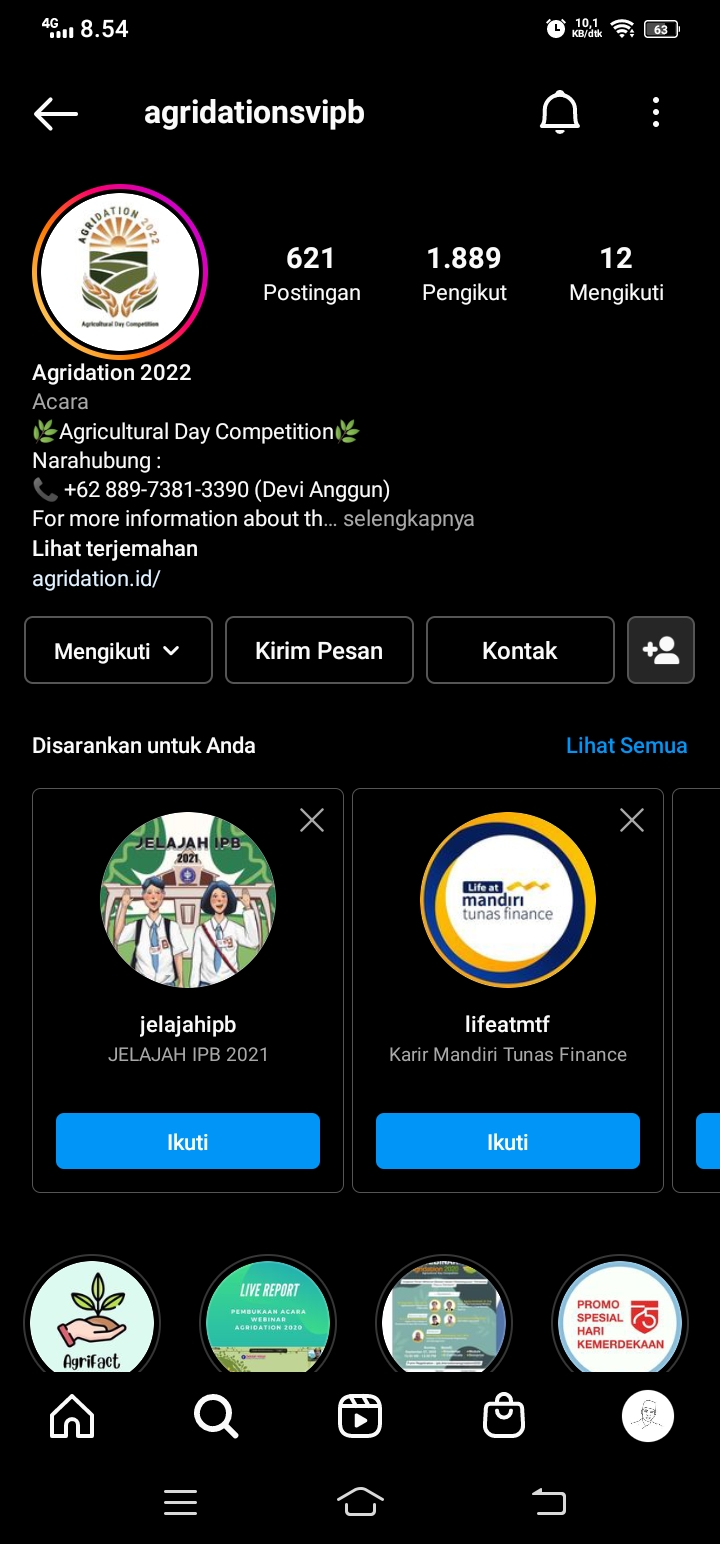 4G 8.54 10,1 KB/dtk 63
agridationsvipb
AGRIDATION 2022
Agricultural Day Competition
621 1.889 12
Postingan Pengikut Mengikuti
Agridation 2022
Acara
🌿Agricultural Day Competition🌿
Narahubung :
📞 +62 889-7381-3390 (Devi Anggun)
For more information about th... selengkapnya
Lihat terjemahan
agridation.id/
Mengikuti Kirim Pesan Kontak
Disarankan untuk Anda Lihat Semua
JELAJAH IPB
2021
Life at
mandiri
tunas finance
jelajahipb lifeatmtf
JELAJAH IPB 2021 Karir Mandiri Tunas Finance
Ikuti Ikuti
AgriFact
LIVE REPORT
PEMBUKAAN ACARA
WEBINAR
AGRIDATION 2020
PROMO
SPESIAL
HARI
KEMERDEKAAN
75